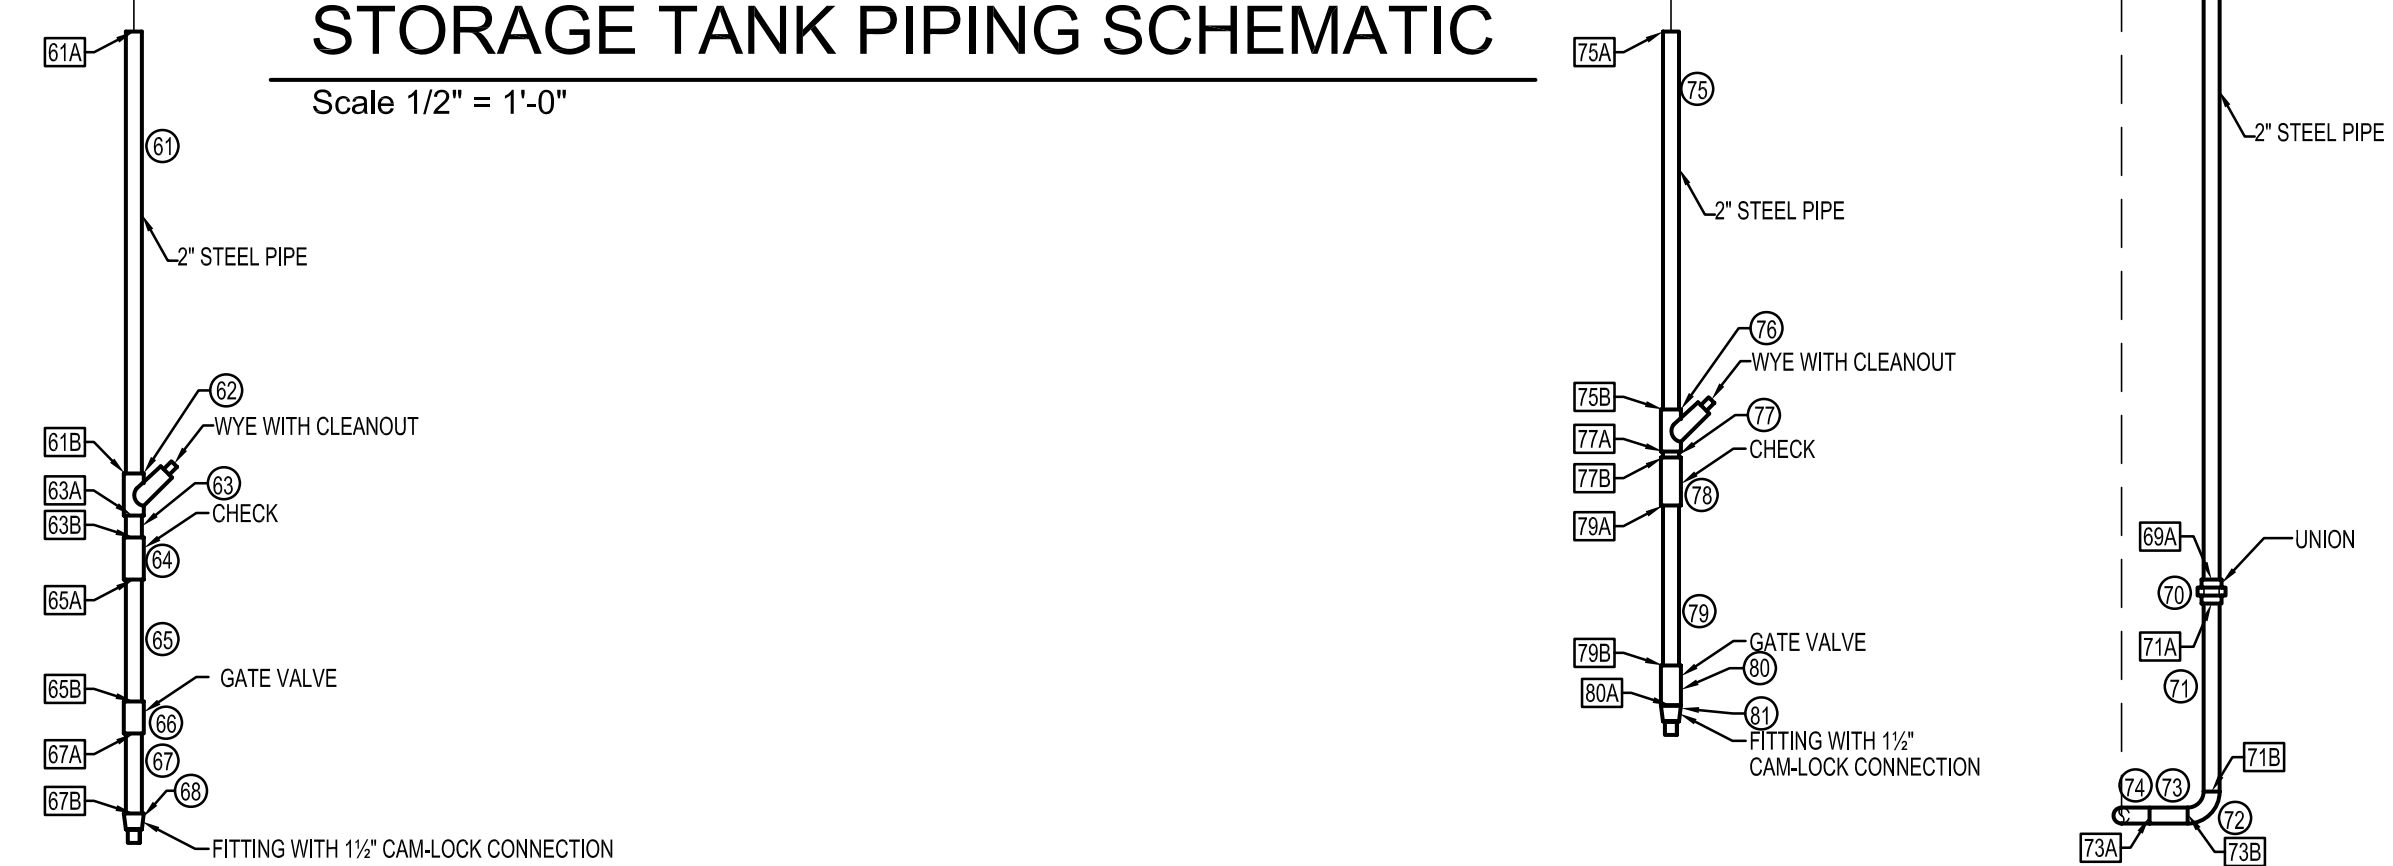 STORAGE TANK PIPING SCHEMATIC
Scale 1/2" = 1'-0"
61A
61
2" STEEL PIPE
62
WYE WITH CLEANOUT
61B
63A
63
63B
CHECK
64
65A
65
GATE VALVE
65B
66
67A
67
68
67B
FITTING WITH 1½" CAM-LOCK CONNECTION
75A
75
2" STEEL PIPE
76
WYE WITH CLEANOUT
75B
77
77A
CHECK
77B
78
79A
79
GATE VALVE
79B
80
80A
81
FITTING WITH 1½"
CAM-LOCK CONNECTION
2" STEEL PIPE
69A
UNION
70
71A
71
71B
74
73
72
73A
73B